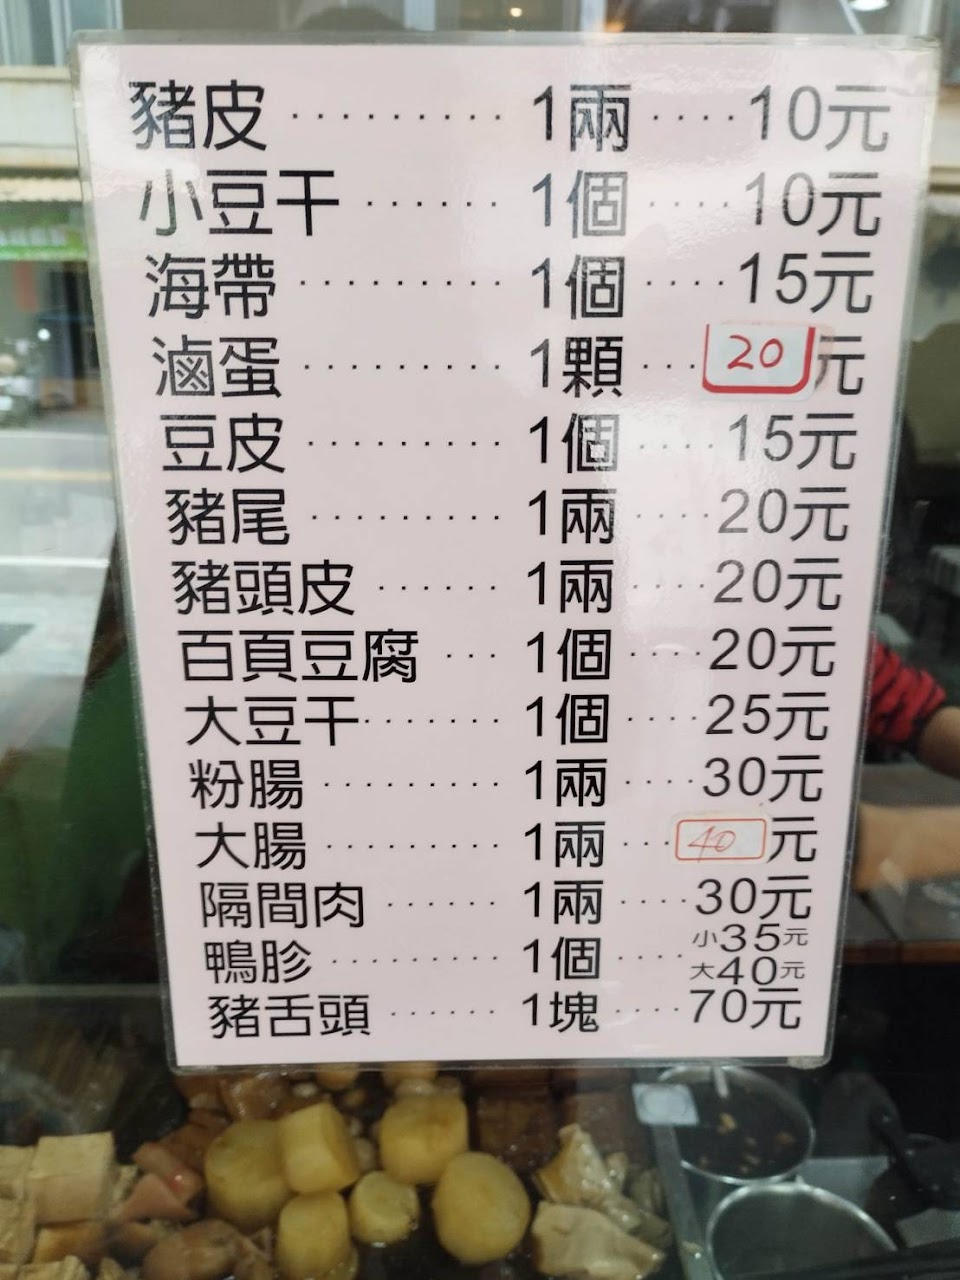 豬皮·········1兩····10元
小豆干······1個····10元
海帶·········1個····15元
滷蛋·········1顆···20元
豆皮·········1個····15元
豬尾·········1兩····20元
豬頭皮······1兩····20元
百頁豆腐···1個····20元
大豆干·······1個····25元
粉腸·········1兩····30元
大腸·········1兩···40元
隔間肉······1兩····30元
鴨胗·········1個····小35元
大40元
豬舌頭······1塊····70元